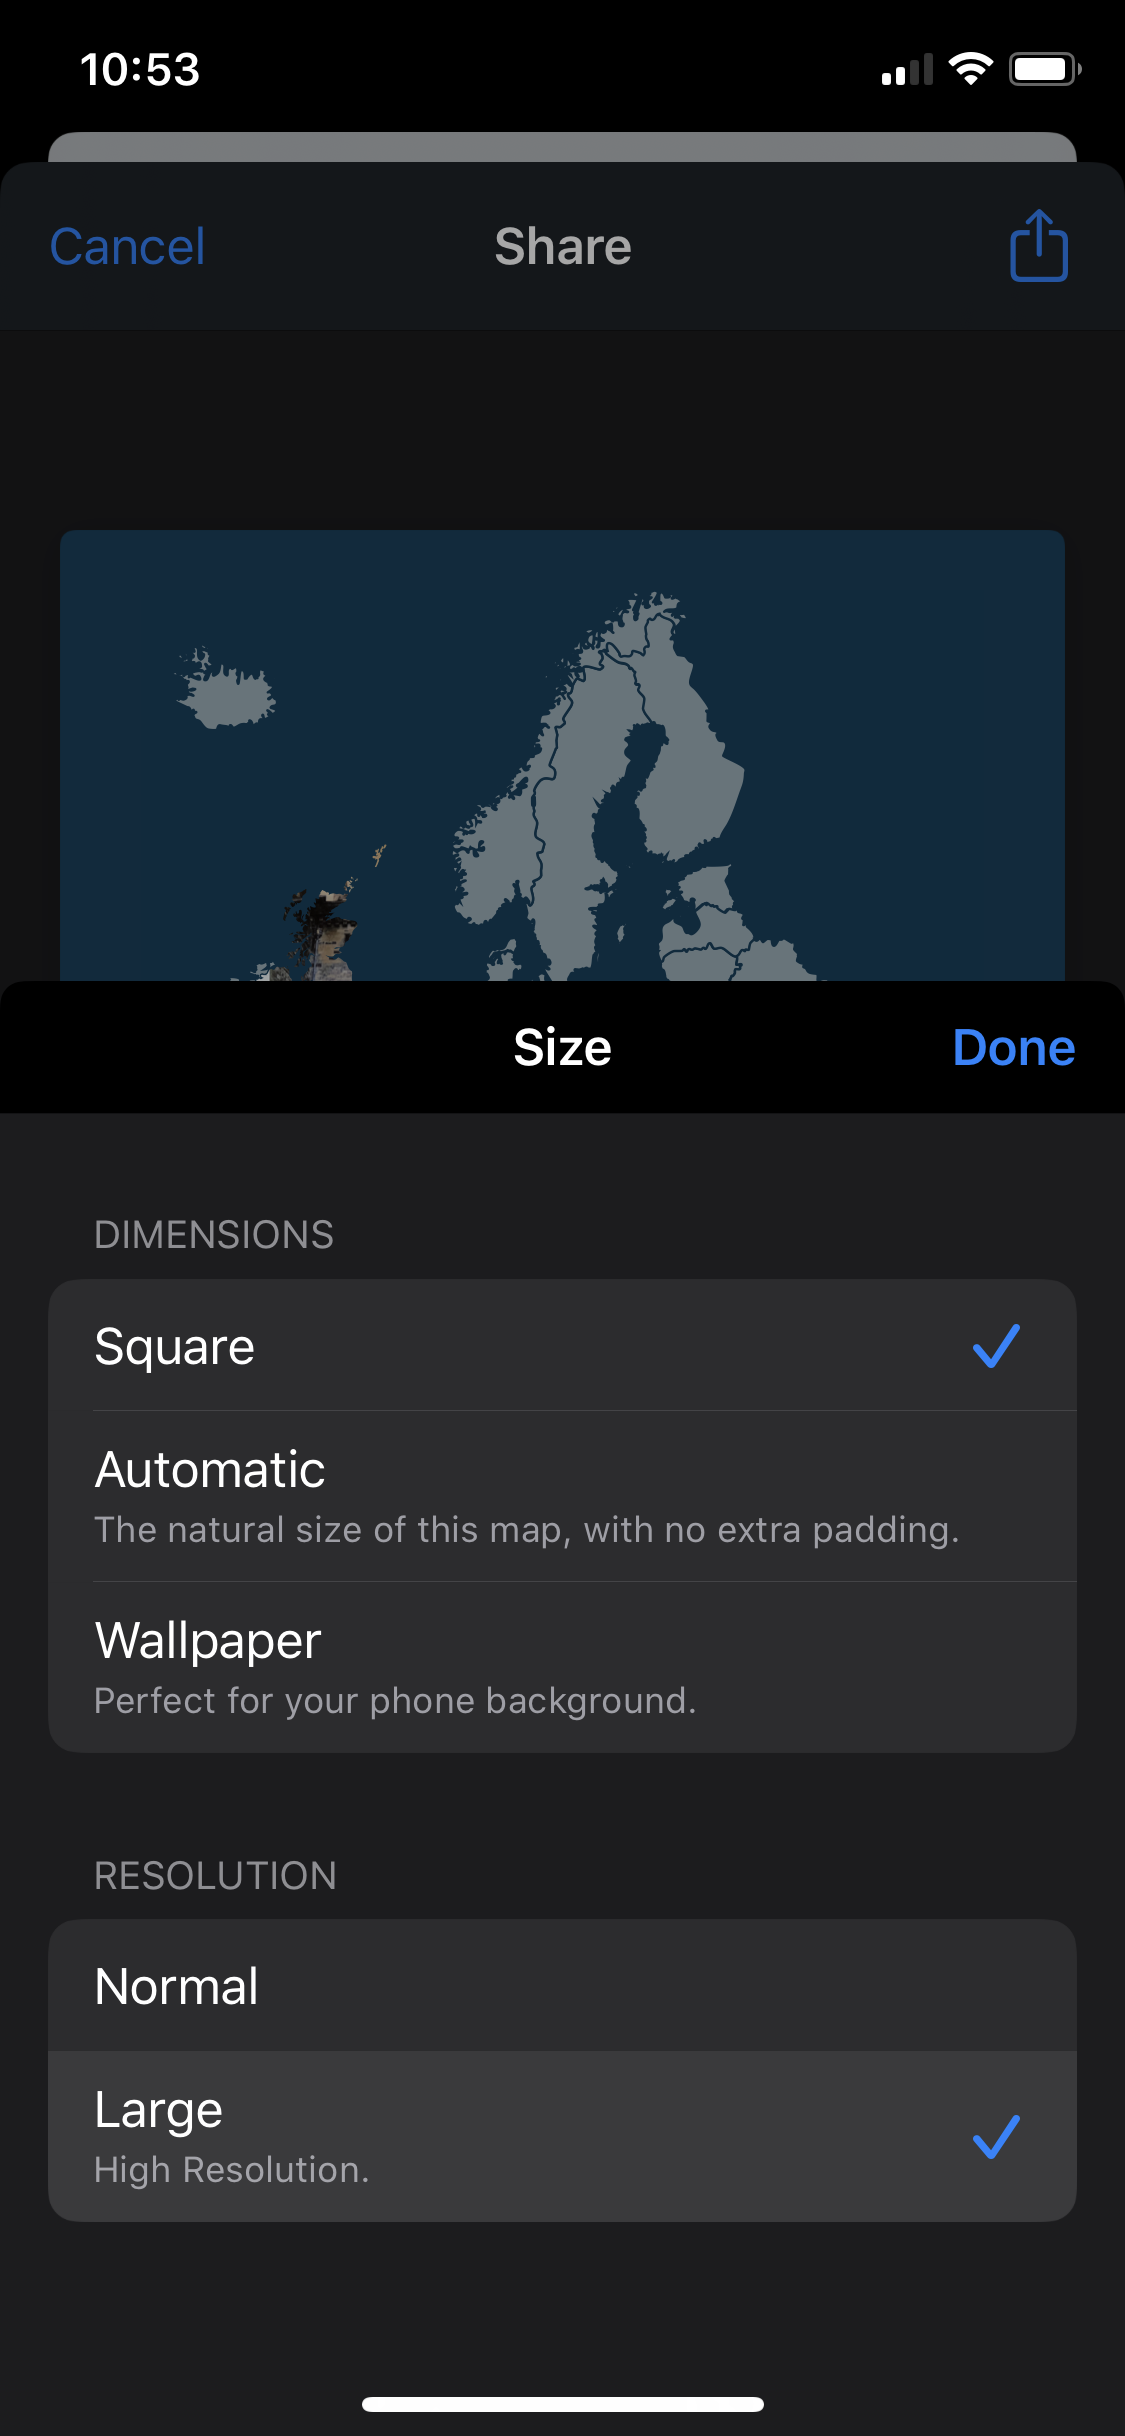 10:53
Cancel
Share
Size
Done
DIMENSIONS
Square
Automatic
The natural size of this map, with no extra padding.
Wallpaper
Perfect for your phone background.
RESOLUTION
Normal
Large
High Resolution.